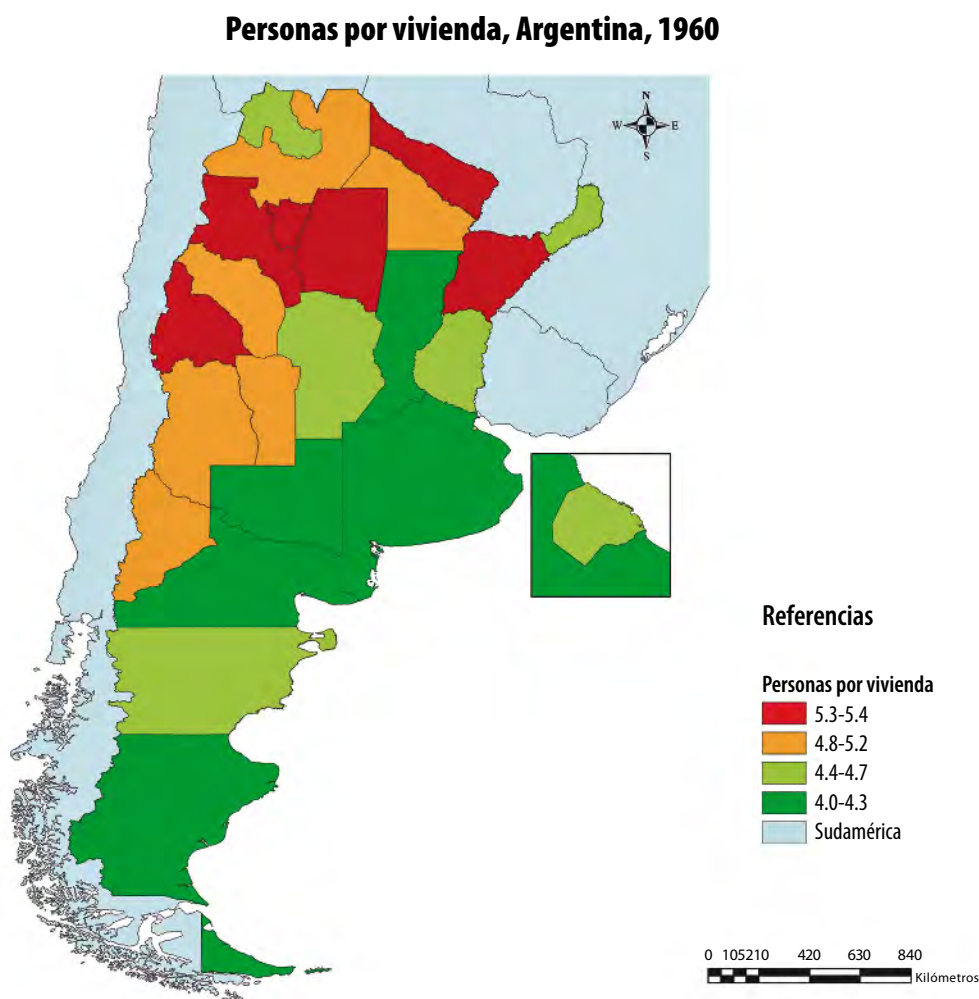 Personas por vivienda, Argentina, 1960
N
W E
S
Referencias
Personas por vivienda
5.3-5.4
4.8-5.2
4.4-4.7
4.0-4.3
Sudamérica
0 105210 420 630 840
Kilómetros